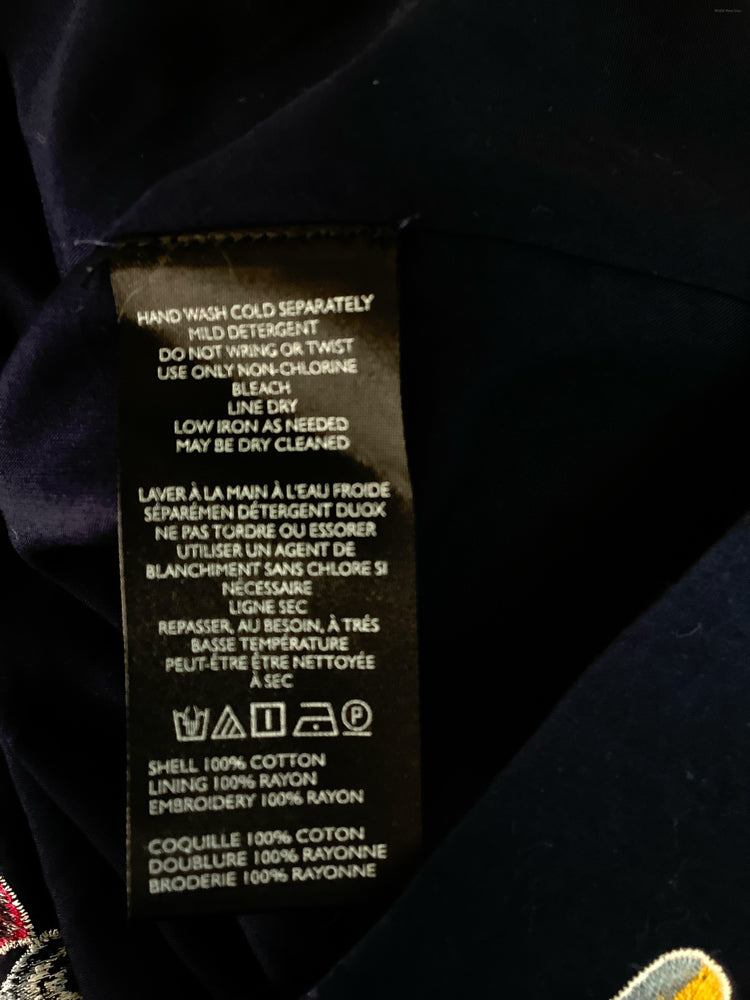 HAND WASH COLD SEPARATELY
MILD DETERGENT
DO NOT WRING OR TWIST
USE ONLY NON-CHLORINE
BLEACH
LINE DRY
LOW IRON AS NEEDED
MAY BE DRY CLEANED
LAVER À LA MAIN À L'EAU FROIDE
SÉPARÉMEN DÉTERGENT DUOX
NE PAS TORDRE OU ESSORER
UTILISER UN AGENT DE
BLANCHIMENT SANS CHLORE SI
NÉCESSAIRE
LIGNE SEC
REPASSER, AU BESOIN, À TRÉS
BASSE TEMPÉRATURE
PEUT-ÊTRE ÊTRE NETTOYÉE
À SEC
P
SHELL 100% COTTON
LINING 100% RAYON
EMBROIDERY 100% RAYON
COQUILLE 100% COTON
DOUBLURE 100% RAYONNE
BRODERIE 100% RAYONNE